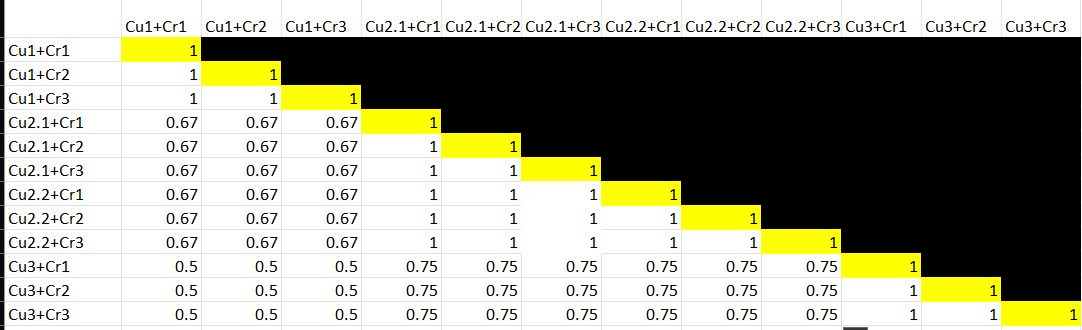 Cu1+Cr1 Cu1+Cr2 Cu1+Cr3 Cu2.1+Cr1 Cu2.1+Cr2 Cu2.1+Cr3 Cu2.2+Cr1 Cu2.2+Cr2 Cu2.2+Cr3 Cu3+Cr1 Cu3+Cr2 Cu3+Cr3
Cu1+Cr1 1
Cu1+Cr2 1 1
Cu1+Cr3 1 1 1
Cu2.1+Cr1 0.67 0.67 0.67 1
Cu2.1+Cr2 0.67 0.67 0.67 1 1
Cu2.1+Cr3 0.67 0.67 0.67 1 1 1
Cu2.2+Cr1 0.67 0.67 0.67 1 1 1 1
Cu2.2+Cr2 0.67 0.67 0.67 1 1 1 1 1
Cu2.2+Cr3 0.67 0.67 0.67 1 1 1 1 1 1
Cu3+Cr1 0.5 0.5 0.5 0.75 0.75 0.75 0.75 0.75 0.75 1
Cu3+Cr2 0.5 0.5 0.5 0.75 0.75 0.75 0.75 0.75 0.75 1 1
Cu3+Cr3 0.5 0.5 0.5 0.75 0.75 0.75 0.75 0.75 0.75 1 1 1